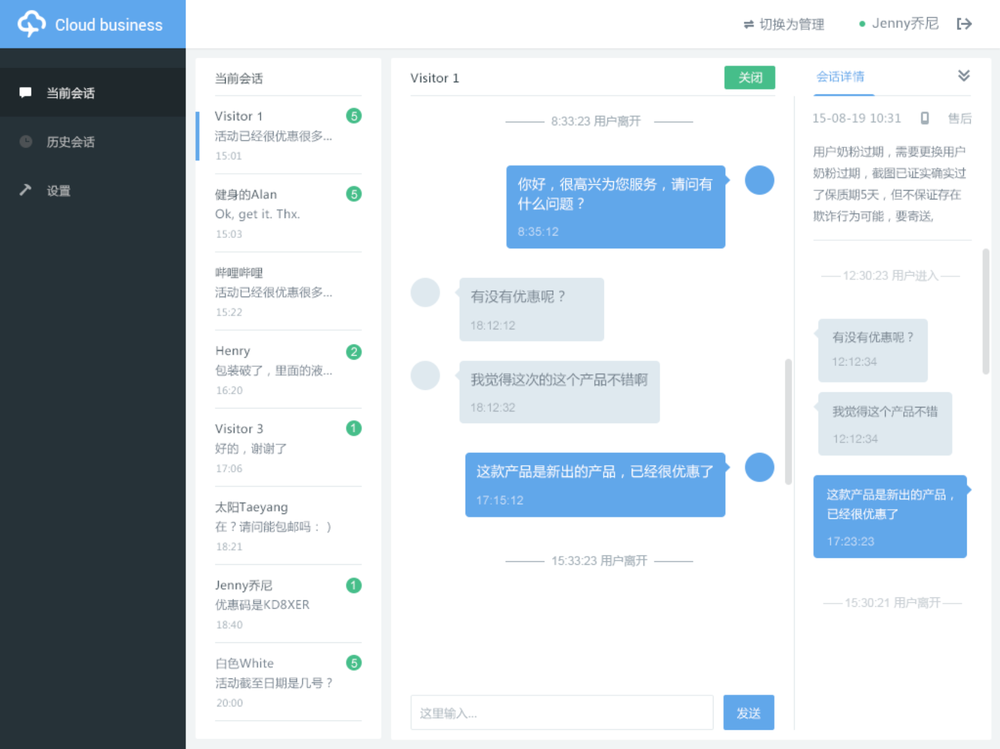 Cloud business
切换为管理
Jenny乔尼
当前会话
历史会话
设置
当前会话
Visitor 1
5
活动已经很优惠很多...
15:01
健身的Alan
5
Ok, get it. Thx.
15:03
哔哩哔哩
活动已经很优惠很多...
15:22
Henry
2
包装破了，里面的液...
16:20
Visitor 3
1
好的，谢谢了
17:06
太阳Taeyang
在？请问能包邮吗：）
18:21
Jenny乔尼
1
优惠码是KD8XER
18:40
白色White
5
活动截至日期是几号？
20:00
Visitor 1
关闭
8:33:23 用户离开
你好，很高兴为您服务，请问有
什么问题？
8:35:12
有没有优惠呢？
18:12:12
我觉得这次的这个产品不错啊
18:12:32
这款产品是新出的产品，已经很优惠了
17:15:12
15:33:23 用户离开
这里输入...
发送
会话详情
15-08-19 10:31
售后
用户奶粉过期，需要更换用户
奶粉过期，截图已证实确实过
了保质期5天，但不保证存在
欺诈行为可能，要寄送,
12:30:23 用户进入
有没有优惠呢？
12:12:34
我觉得这个产品不错
12:12:34
这款产品是新出的产品，
已经很优惠了
17:23:23
15:30:21 用户离开